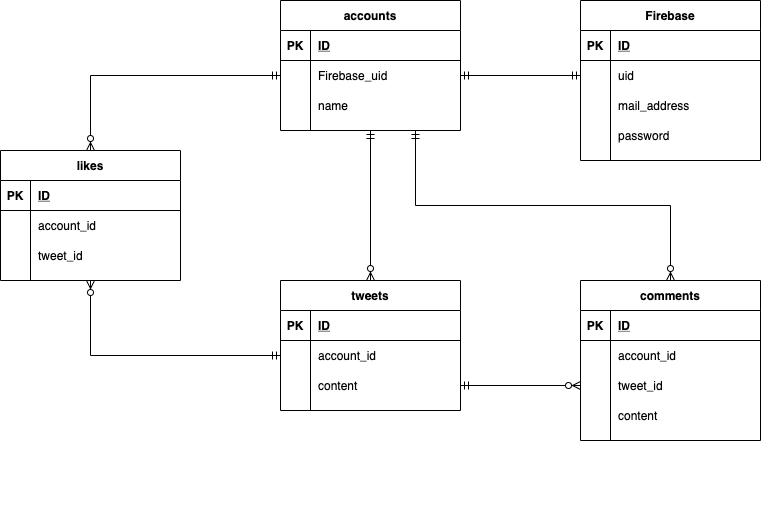 accounts
PK ID
Firebase_uid
name
Firebase
PK ID
uid
mail_address
password
likes
PK ID
account_id
tweet_id
tweets
PK ID
account_id
content
comments
PK ID
account_id
tweet_id
content